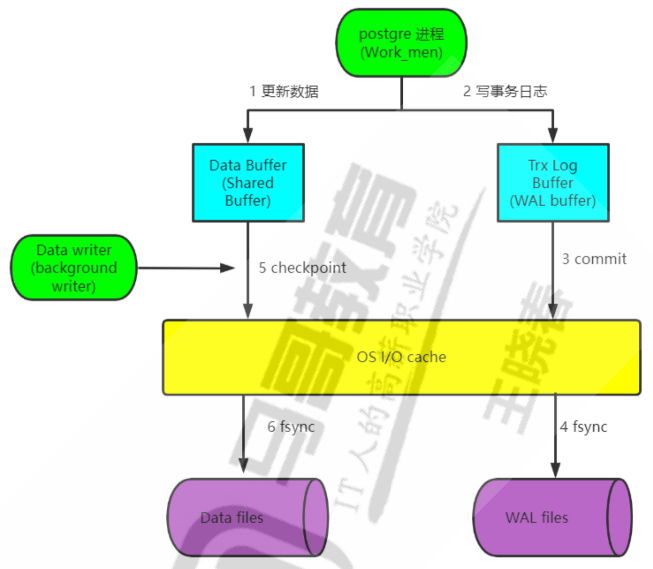 postgre 进程
(Work_men)
1 更新数据
2 写事务日志
Data Buffer
(Shared
Buffer)
Trx Log
Buffer
(WAL buffer)
Data writer
(background
writer)
5 checkpoint
3 commit
OS I/O cache
6 fsync
4 fsync
Data files
WAL files
马哥教育
IT人的高薪职业学院
王晓春